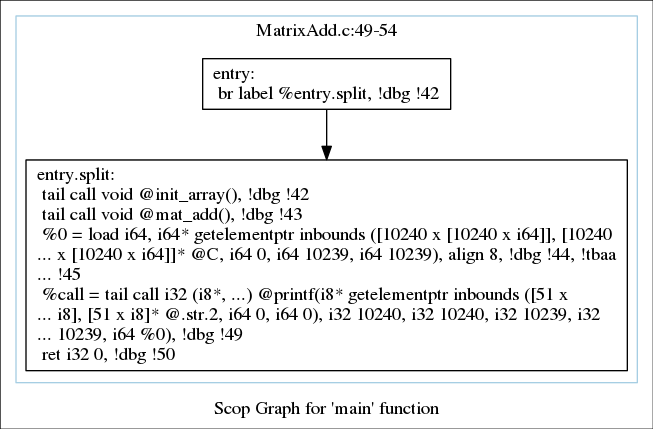 MatrixAdd.c:49-54
entry:
br label %entry.split, !dbg !42
entry.split:
tail call void @init_array(), !dbg !42
tail call void @mat_add(), !dbg !43
%0 = load i64, i64* getelementptr inbounds ([10240 x [10240 x i64]], [10240
... x [10240 x i64]]* @C, i64 0, i64 10239, i64 10239), align 8, !dbg !44, !tbaa
... !45
%call = tail call i32 (i8*, ...) @printf(i8* getelementptr inbounds ([51 x
... i8], [51 x i8]* @.str.2, i64 0, i64 0), i32 10240, i32 10240, i32 10239, i32
... 10239, i64 %0), !dbg !49
ret i32 0, !dbg !50
Scop Graph for 'main' function